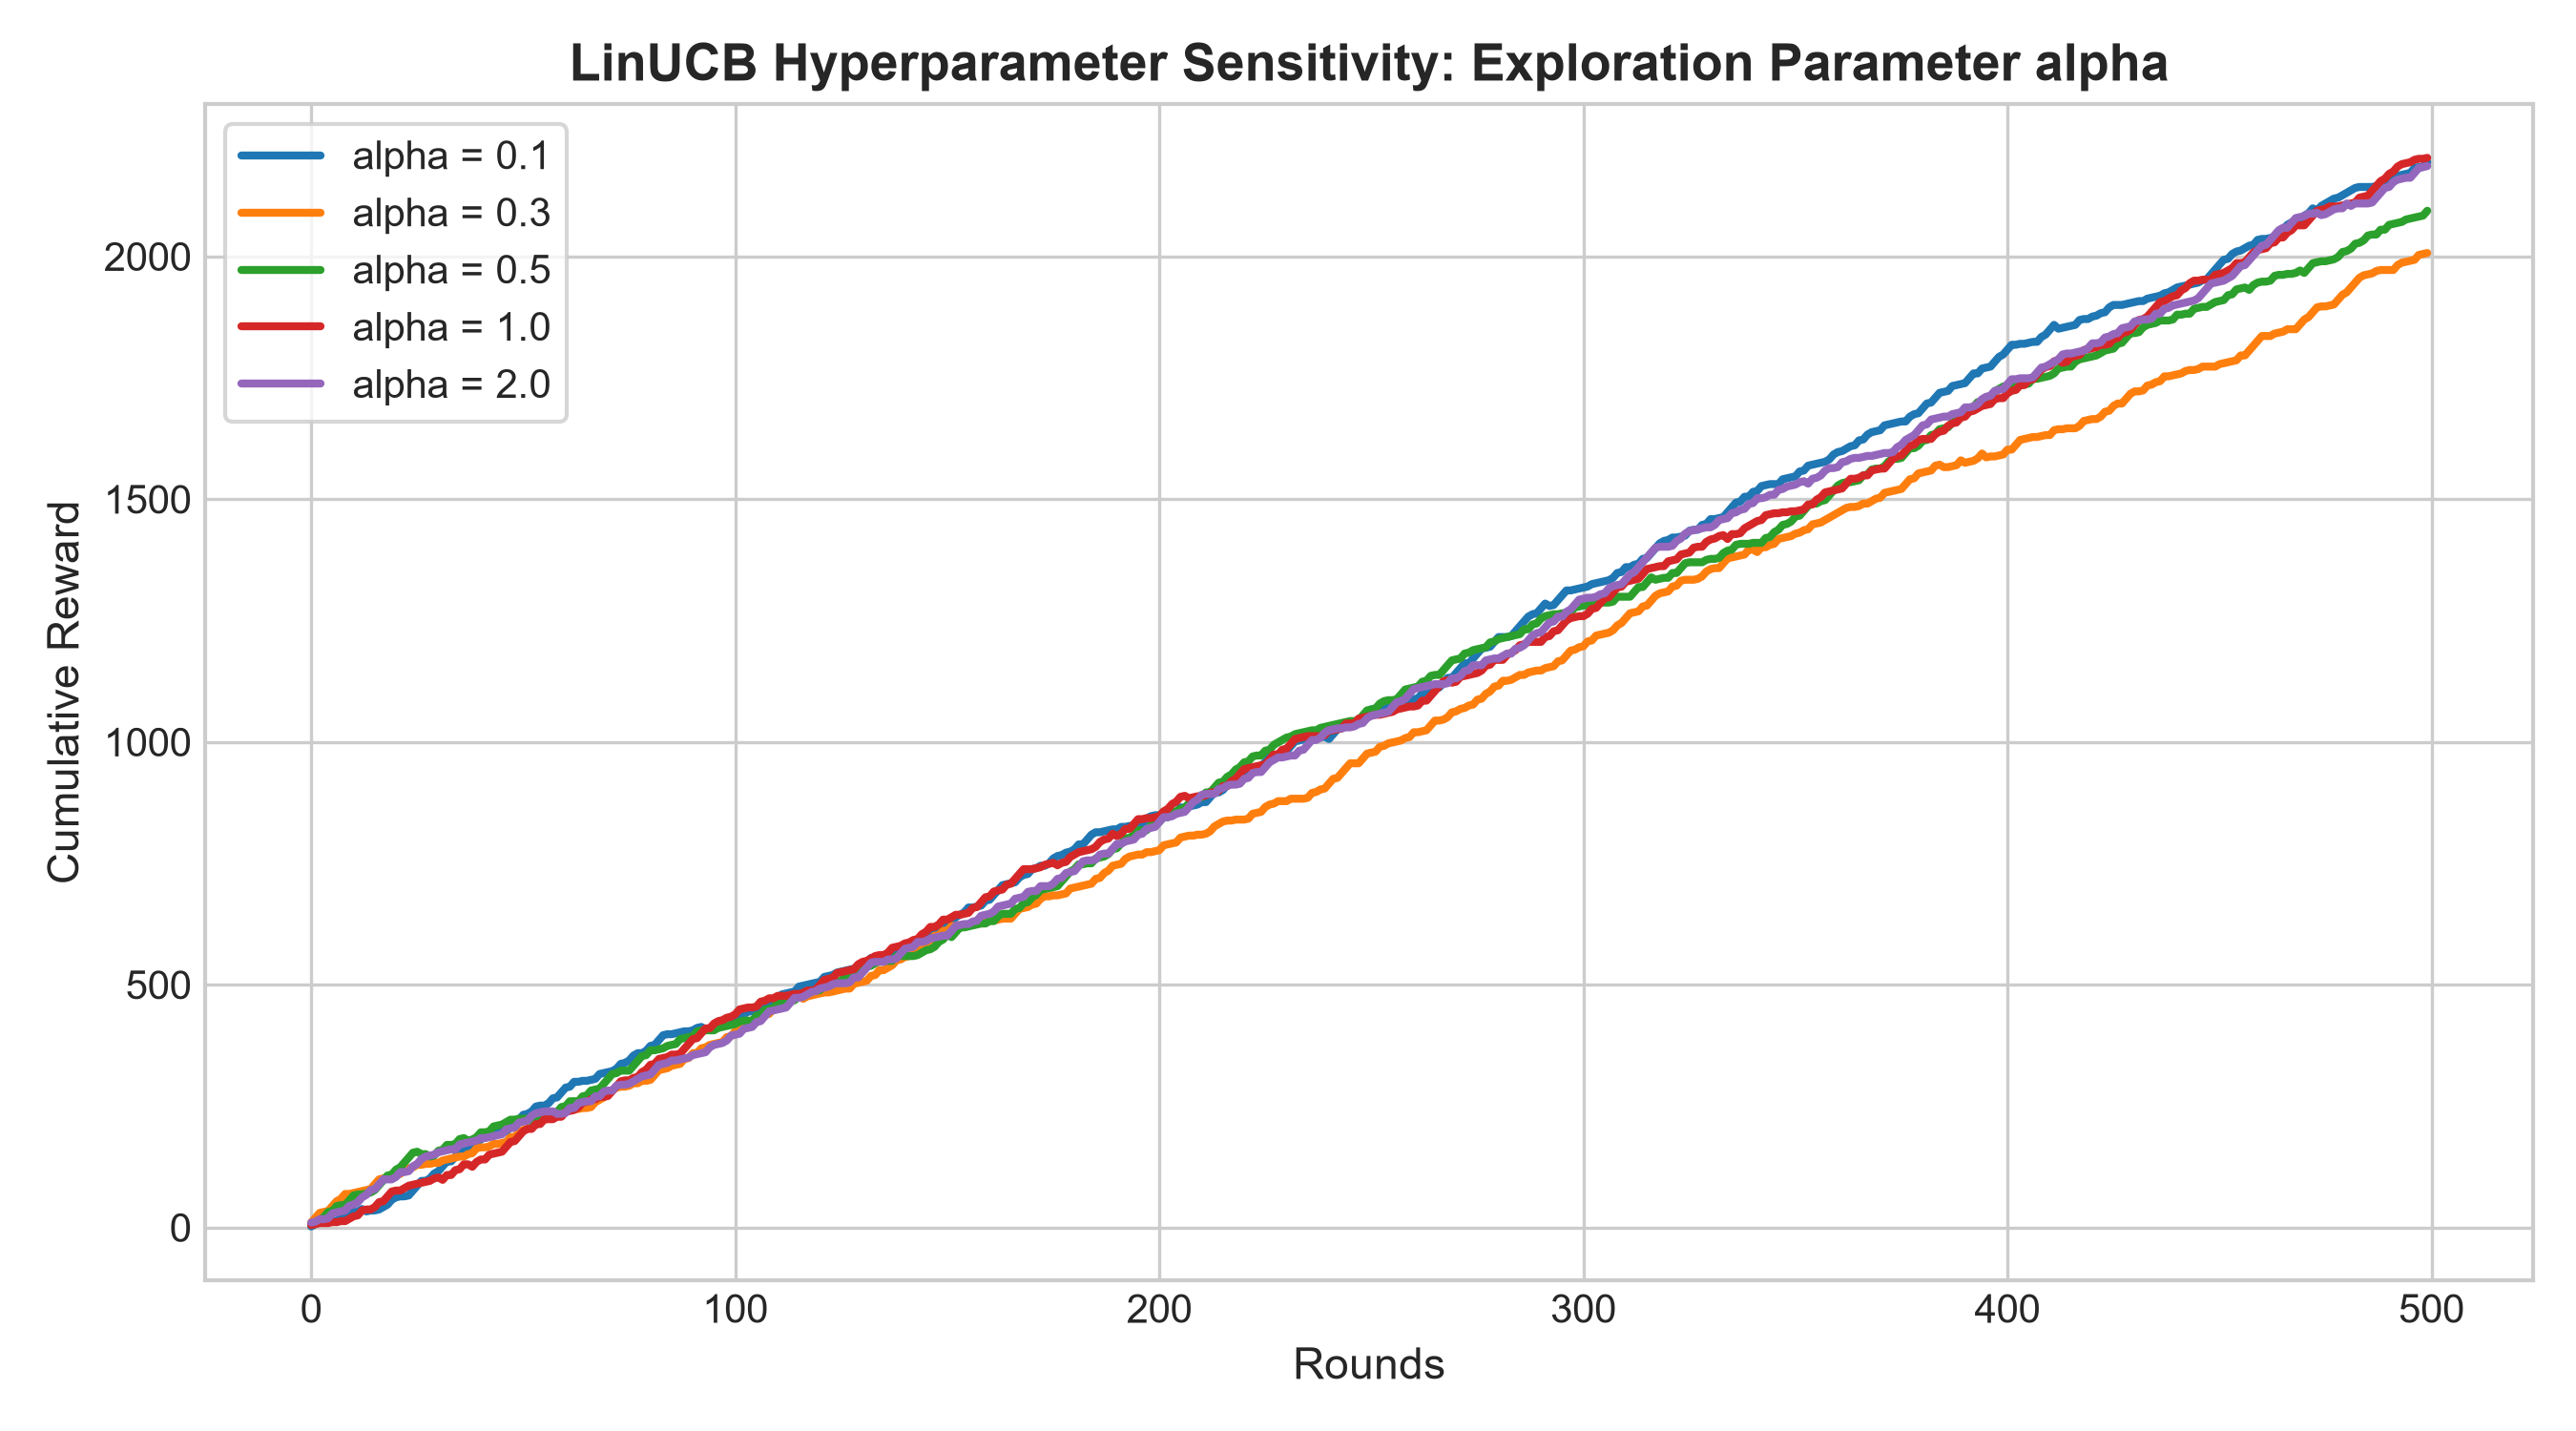 LinUCB Hyperparameter Sensitivity: Exploration Parameter alpha
alpha = 0.1
alpha = 0.3
alpha = 0.5
alpha = 1.0
alpha = 2.0
Cumulative Reward
2000
1500
1000
500
0
0 100 200 300 400 500
Rounds